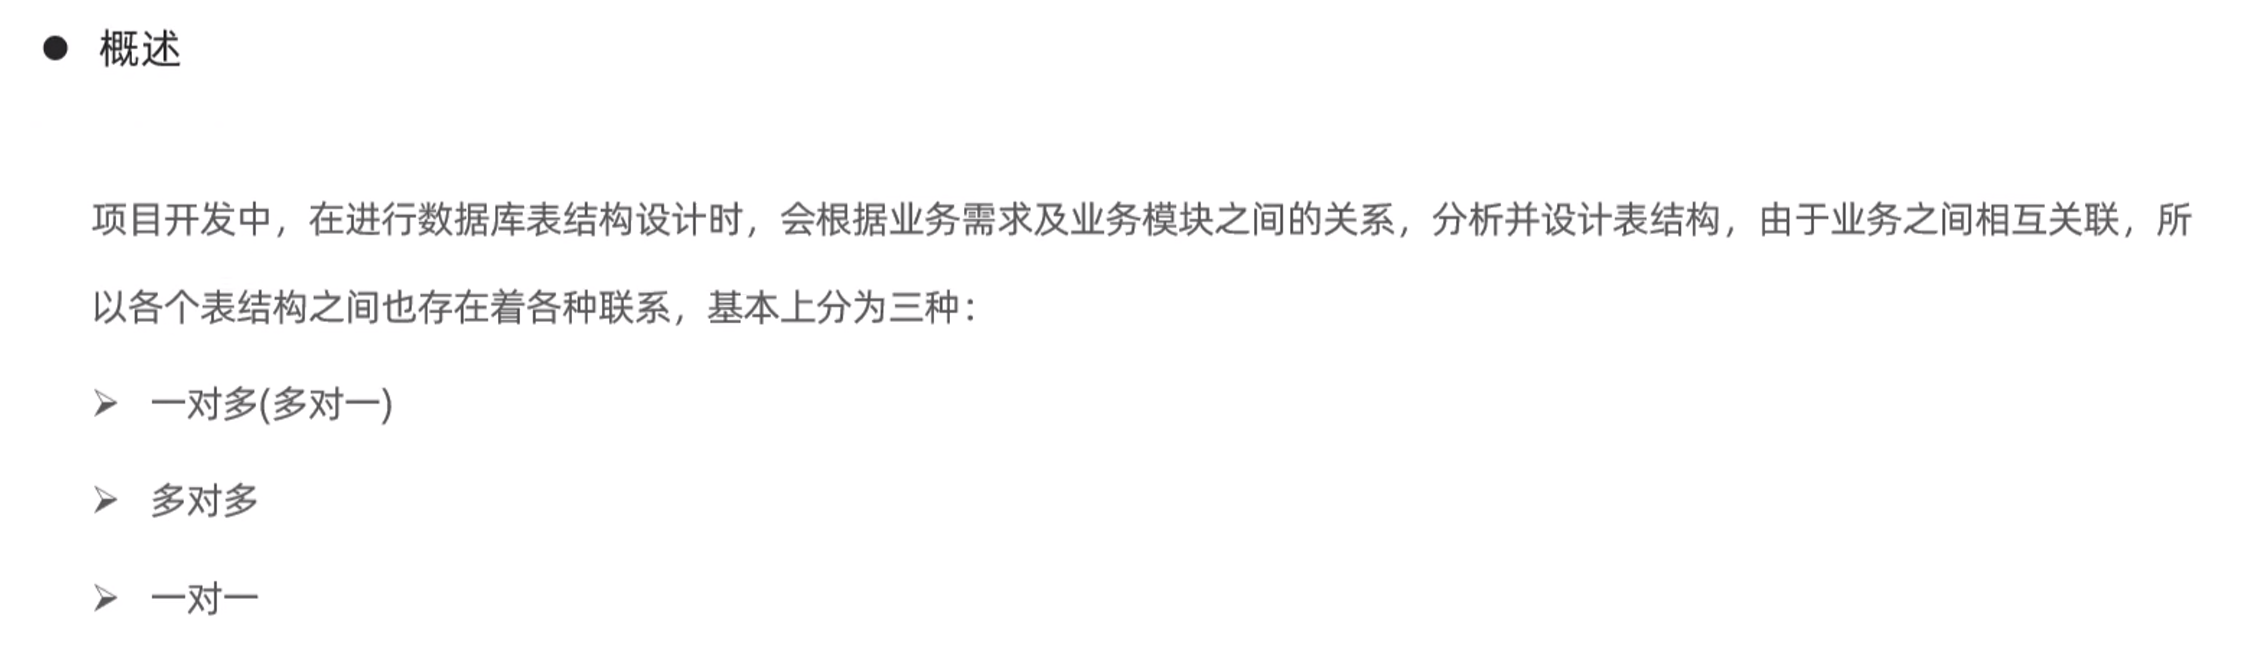 ● 概述
项目开发中，在进行数据库表结构设计时，会根据业务需求及业务模块之间的关系，分析并设计表结构，由于业务之间相互关联，所
以各个表结构之间也存在着各种联系，基本上分为三种：
➢ 一对多(多对一)
➢ 多对多
➢ 一对一